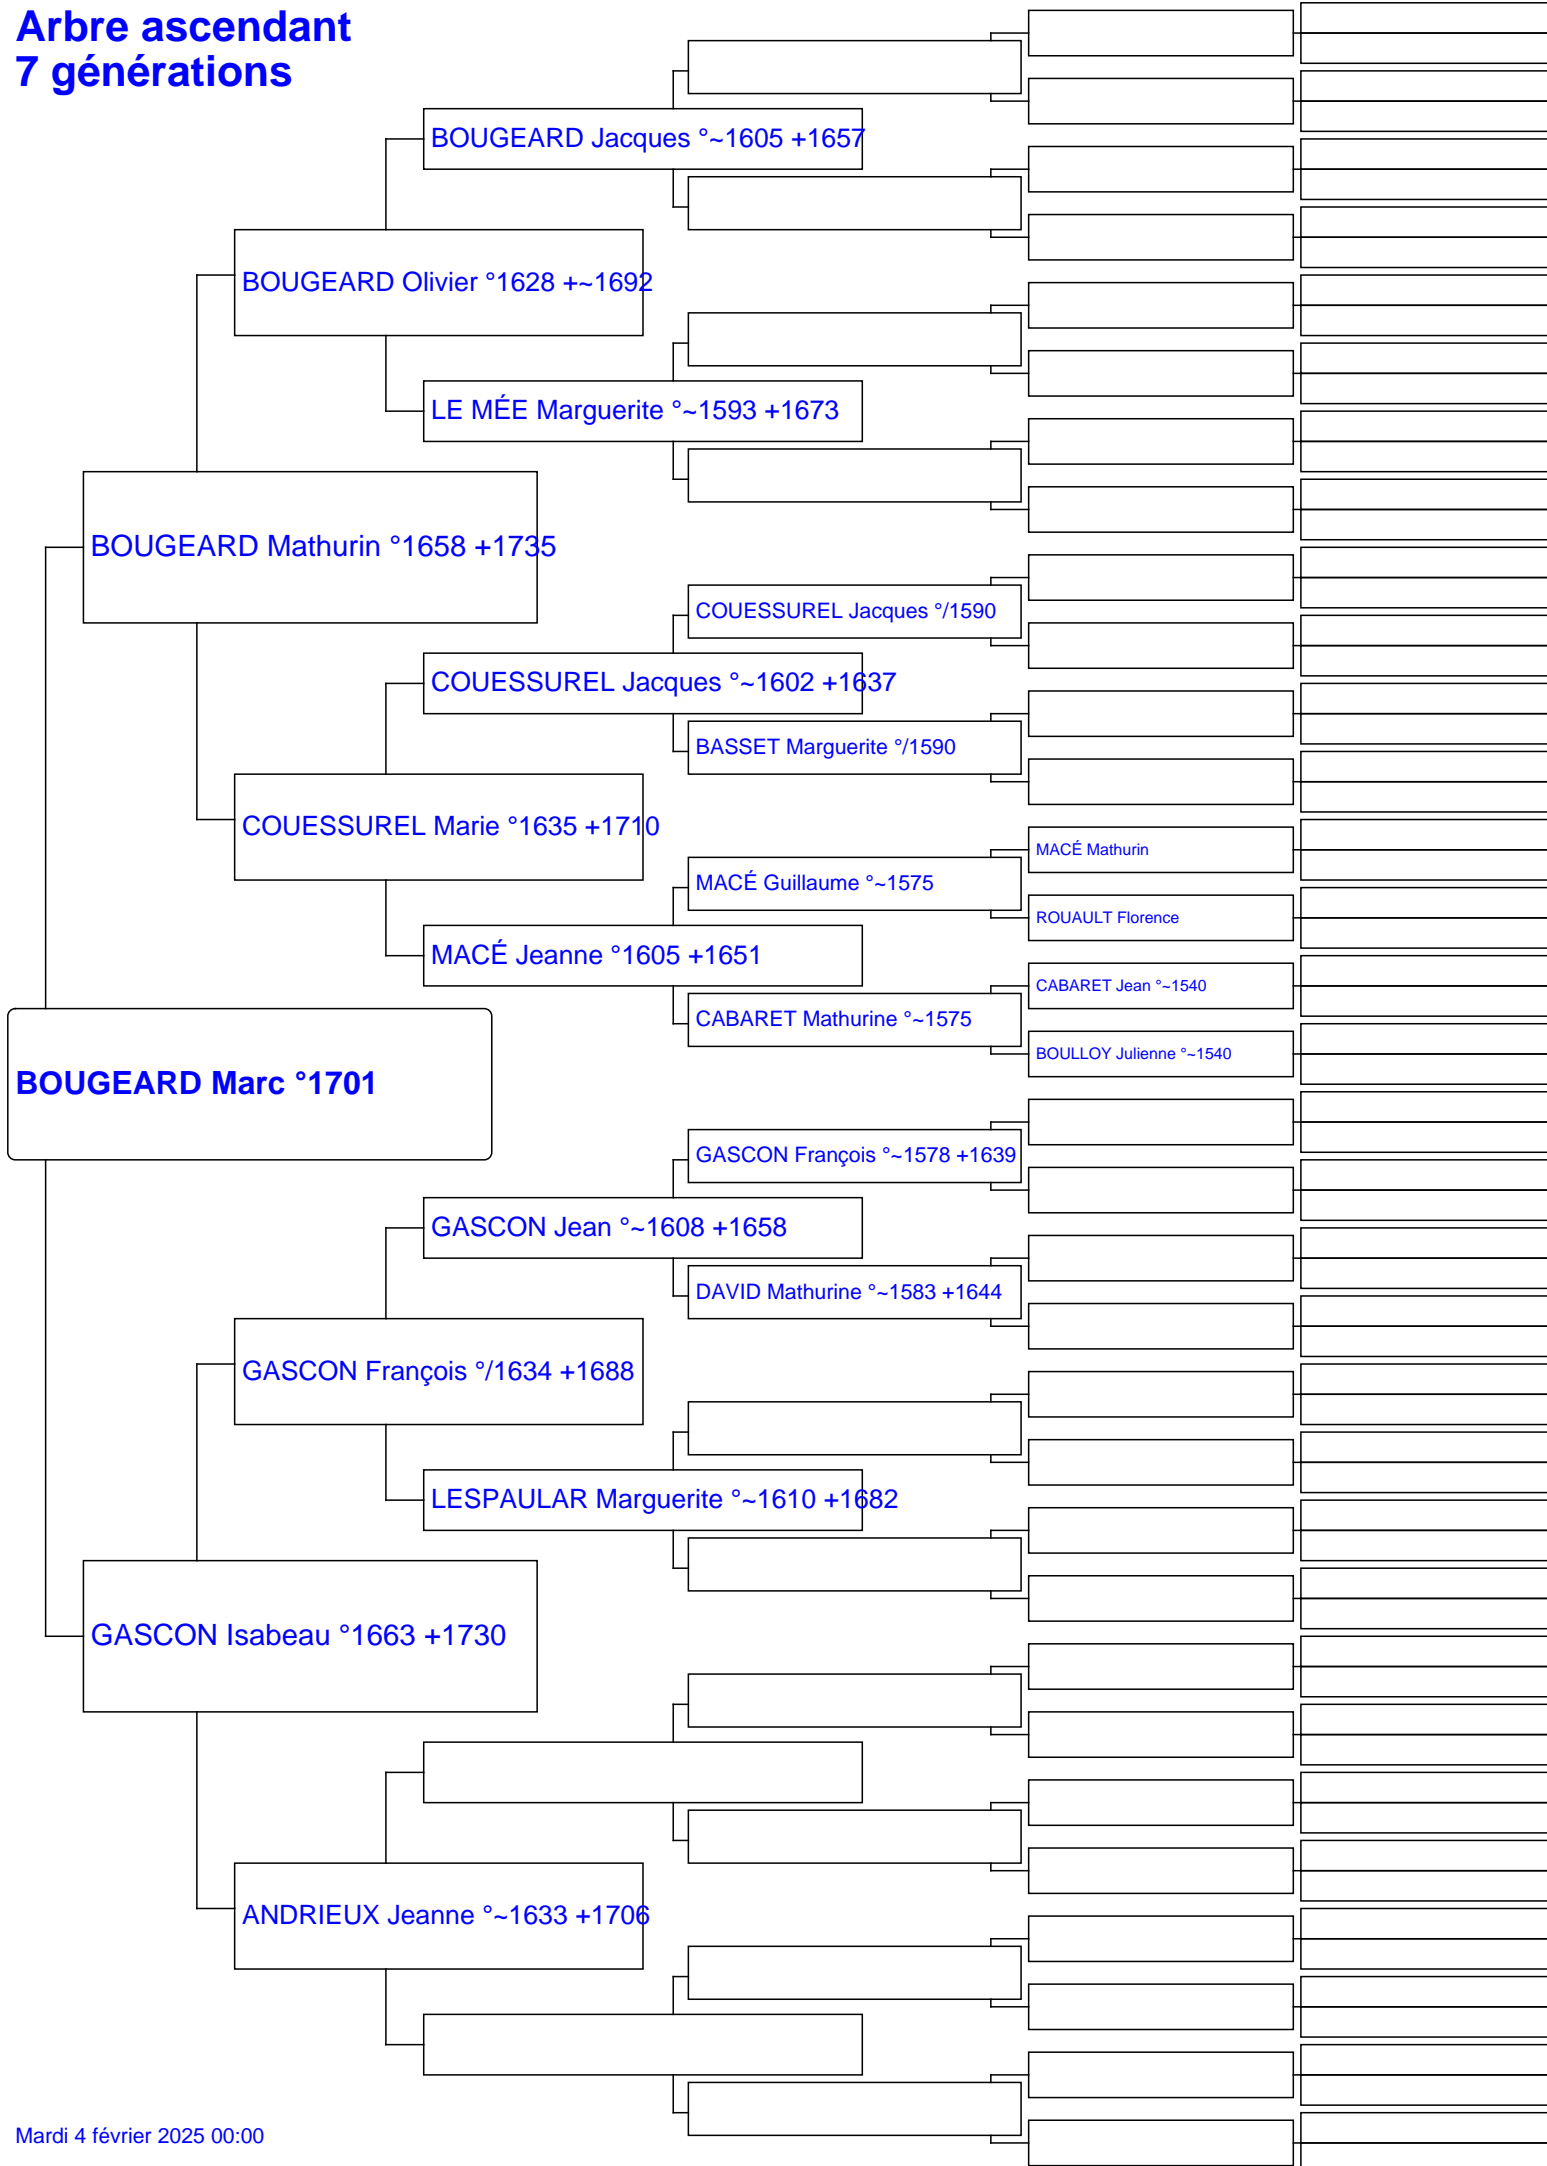 Arbre ascendant
7 générations
BOUGEARD Jacques °~1605 +1657
BOUGEARD Olivier °1628 +~1692
LE MÉE Marguerite °~1593 +1673
BOUGEARD Mathurin °1658 +1735
COUESSUREL Jacques °/1590
COUESSUREL Jacques °~1602 +1637
BASSET Marguerite °/1590
COUESSUREL Marie °1635 +1710
MACÉ Mathurin
MACÉ Guillaume °~1575
ROUAULT Florence
MACÉ Jeanne °1605 +1651
CABARET Jean °~1540
CABARET Mathurine °~1575
BOULLOY Julienne °~1540
BOUGEARD Marc °1701
GASCON François °~1578 +1639
GASCON Jean °~1608 +1658
DAVID Mathurine °~1583 +1644
GASCON François °/1634 +1688
LESPAULAR Marguerite °~1610 +1682
GASCON Isabeau °1663 +1730
ANDRIEUX Jeanne °~1633 +1706
Mardi 4 février 2025 00:00